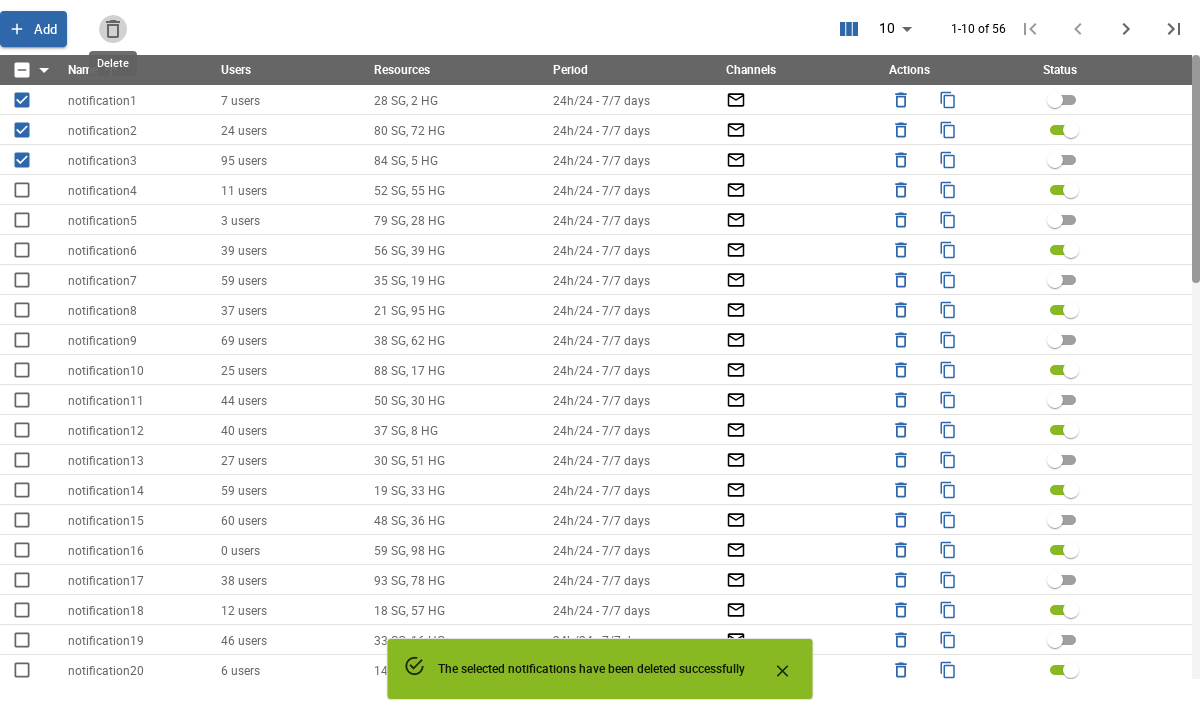 Add
10
1-10 of 56
Delete
Users Resources Period Channels Actions Status
notification1 7 users 28 SG, 2 HG 24h/24 - 7/7 days
notification2 24 users 80 SG, 72 HG 24h/24 - 7/7 days
notification3 95 users 84 SG, 5 HG 24h/24 - 7/7 days
notification4 11 users 52 SG, 55 HG 24h/24 - 7/7 days
notification5 3 users 79 SG, 28 HG 24h/24 - 7/7 days
notification6 39 users 56 SG, 39 HG 24h/24 - 7/7 days
notification7 59 users 35 SG, 19 HG 24h/24 - 7/7 days
notification8 37 users 21 SG, 95 HG 24h/24 - 7/7 days
notification9 69 users 38 SG, 62 HG 24h/24 - 7/7 days
notification10 25 users 88 SG, 17 HG 24h/24 - 7/7 days
notification11 44 users 50 SG, 30 HG 24h/24 - 7/7 days
notification12 40 users 37 SG, 8 HG 24h/24 - 7/7 days
notification13 27 users 30 SG, 51 HG 24h/24 - 7/7 days
notification14 59 users 19 SG, 33 HG 24h/24 - 7/7 days
notification15 60 users 48 SG, 36 HG 24h/24 - 7/7 days
notification16 0 users 59 SG, 98 HG 24h/24 - 7/7 days
notification17 38 users 93 SG, 78 HG 24h/24 - 7/7 days
notification18 12 users 18 SG, 57 HG 24h/24 - 7/7 days
notification19 46 users 33
notification20 6 users 14
The selected notifications have been deleted successfully